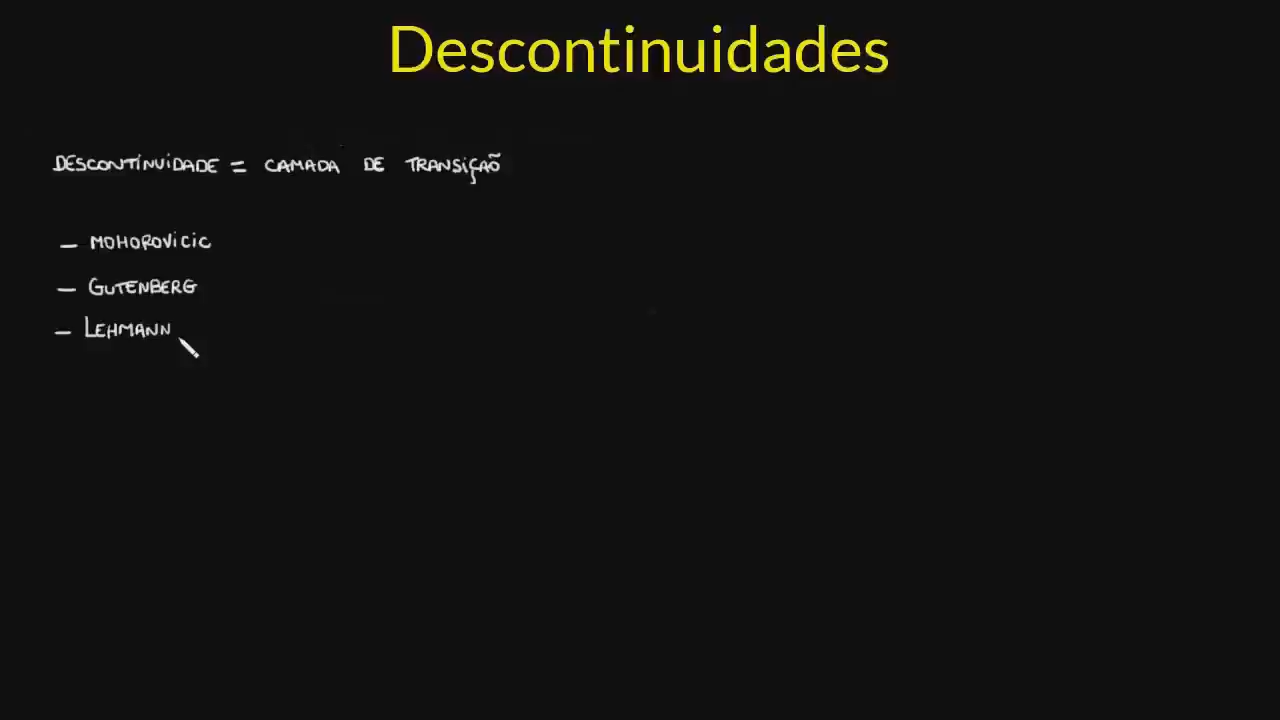 Descontinuidades
DESCONTINUIDADE = CAMADA DE TRANSIÇÃO
- MOHOROVICIC
- GUTENBERG
- LEHMANN